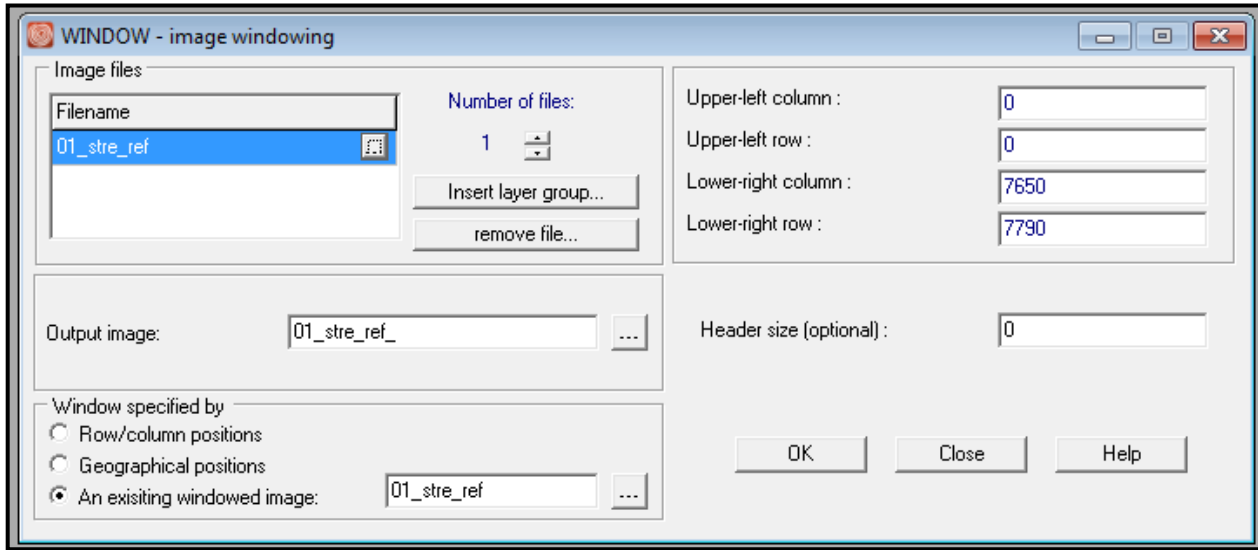 WINDOW - image windowing
Image files
Filename
01_stre_ref
Number of files:
1
Insert layer group...
remove file...
Upper-left column :
0
Upper-left row :
0
Lower-right column :
7650
Lower-right row :
7790
Output image:
01_stre_ref_
...
Header size (optional) :
0
Window specified by
Row/column positions
Geographical positions
An exisiting windowed image:
01_stre_ref
...
OK
Close
Help